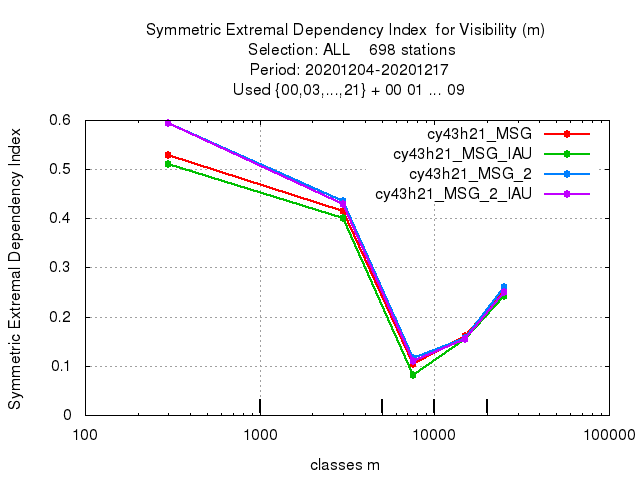 Symmetric Extremal Dependency Index for Visibility (m)
Selection: ALL 698 stations
Period: 20201204-20201217
Used {00,03,...,21} + 00 01 ... 09
Symmetric Extremal Dependency Index
0.6
0.5
0.4
0.3
0.2
0.1
0
cy43h21_MSG
cy43h21_MSG_IAU
cy43h21_MSG_2
cy43h21_MSG_2_IAU
100
1000
10000
100000
classes m